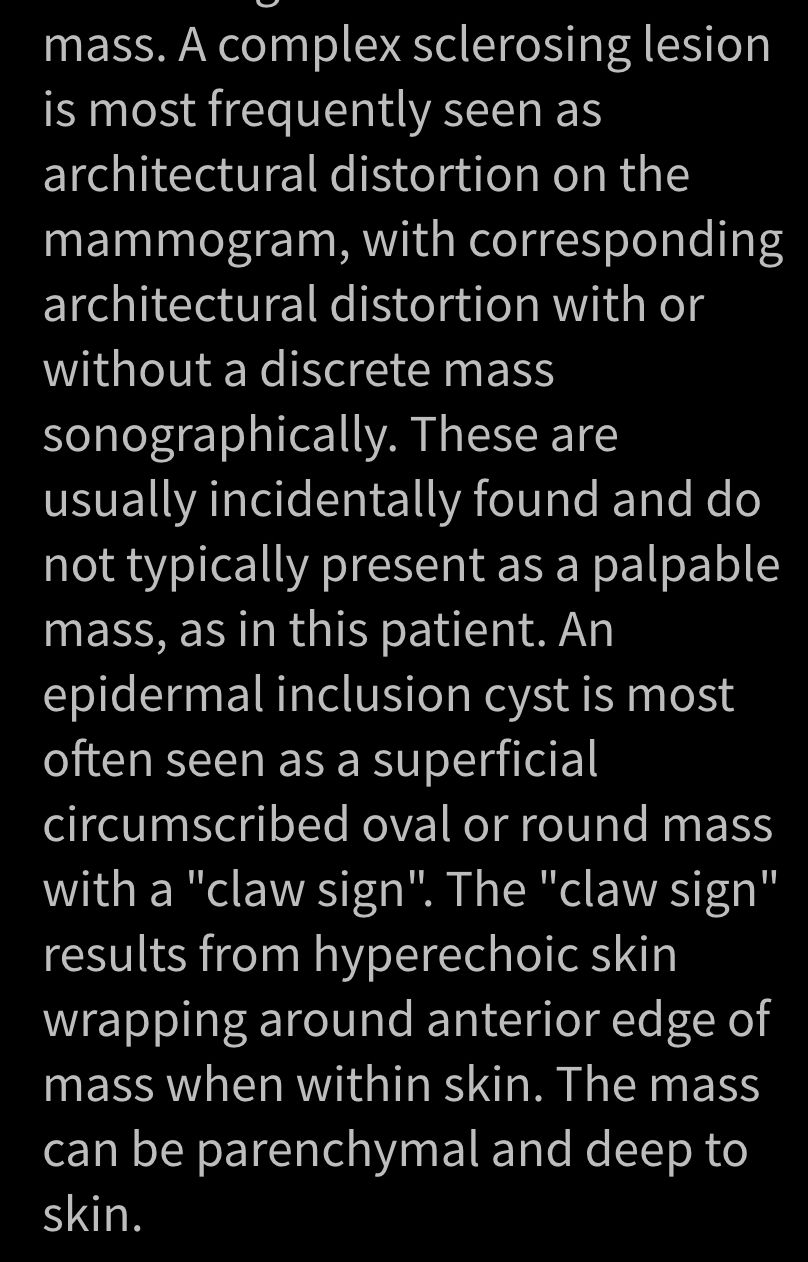 mass. A complex sclerosing lesion
is most frequently seen as
architectural distortion on the
mammogram, with corresponding
architectural distortion with or
without a discrete mass
sonographically. These are
usually incidentally found and do
not typically present as a palpable
mass, as in this patient. An
epidermal inclusion cyst is most
often seen as a superficial
circumscribed oval or round mass
with a "claw sign". The "claw sign"
results from hyperechoic skin
wrapping around anterior edge of
mass when within skin. The mass
can be parenchymal and deep to
skin.